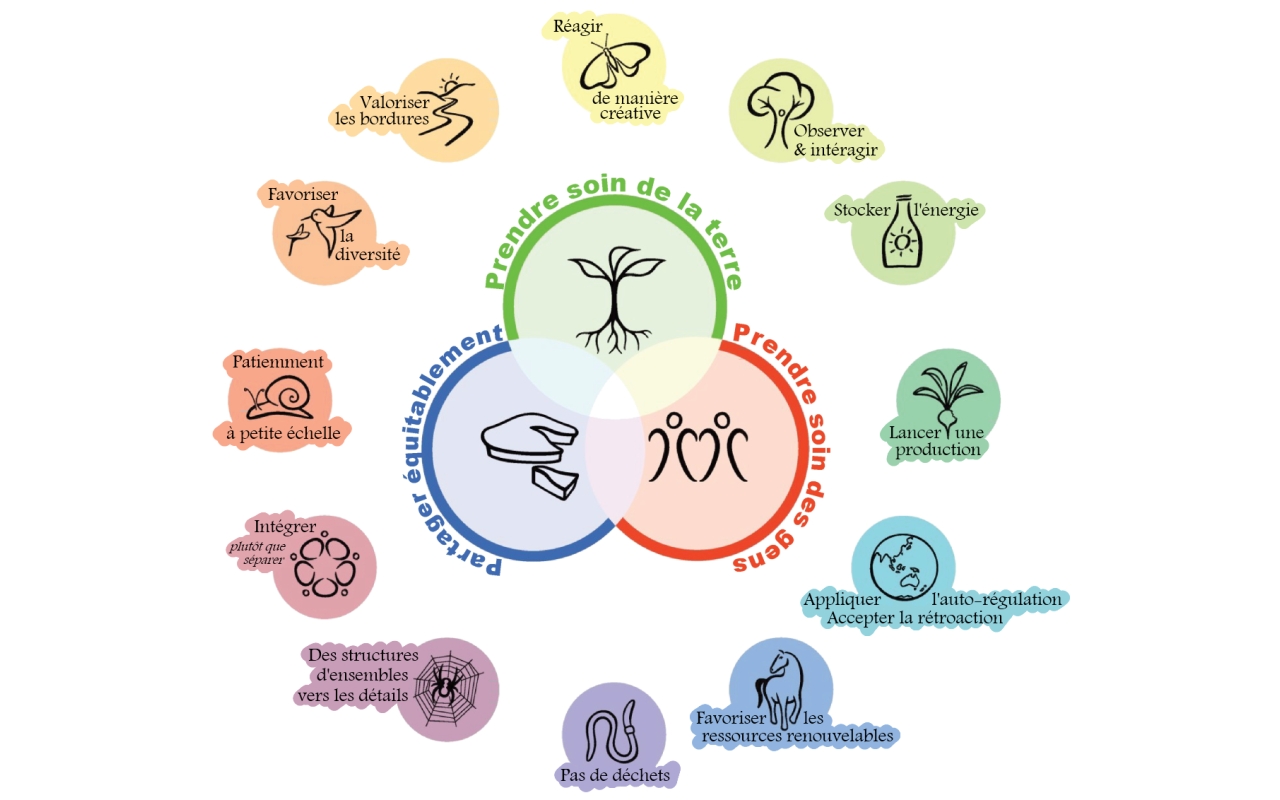 Réagir
de manière
créative
Observer
& intéragir
Stocker l'énergie
Lancer une
production
Appliquer l'auto-régulation
Accepter la rétroaction
Favoriser les
ressources renouvelables
Pas de déchets
Des structures
d'ensembles
vers les détails
Intégrer
plutôt que
séparer
Patiemment
à petite échelle
Favoriser
la
diversité
Valoriser
les bordures
Prendre soin de la terre
Prendre soin des gens
Partager équitablement